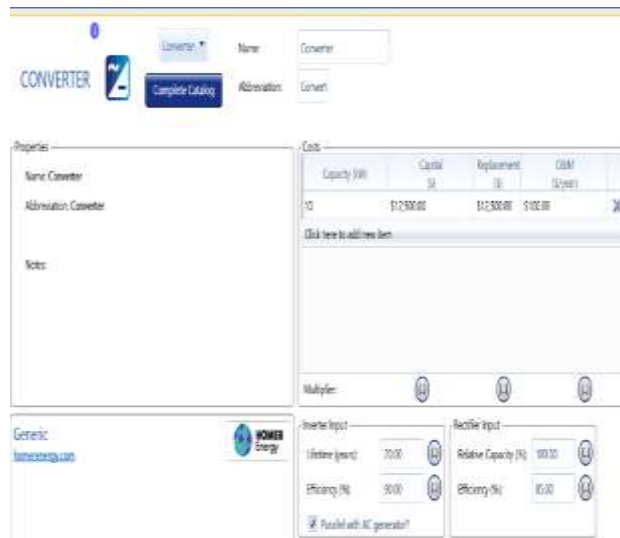 Converter
Name:
Converter
CONVERTER
Complete Catalog
Abbreviation:
Convert
Properties
Name: Converter
Abbreviation: Converter
Notes:
Costs
Capacity (kW)
Capital
($)
Replacement
($)
O&M
($/year)
10
$12,500.00
$12,500.00
$100.00
Click here to add new item
Multiplier:
Generic
homerenergy.com
HOMER
Energy
Inverter Input
Lifetime (years):
Efficiency (%):
90.00
Parallel with AC generator?
Rectifier Input
Relative Capacity (%):
100.00
Efficiency (%):
85.00